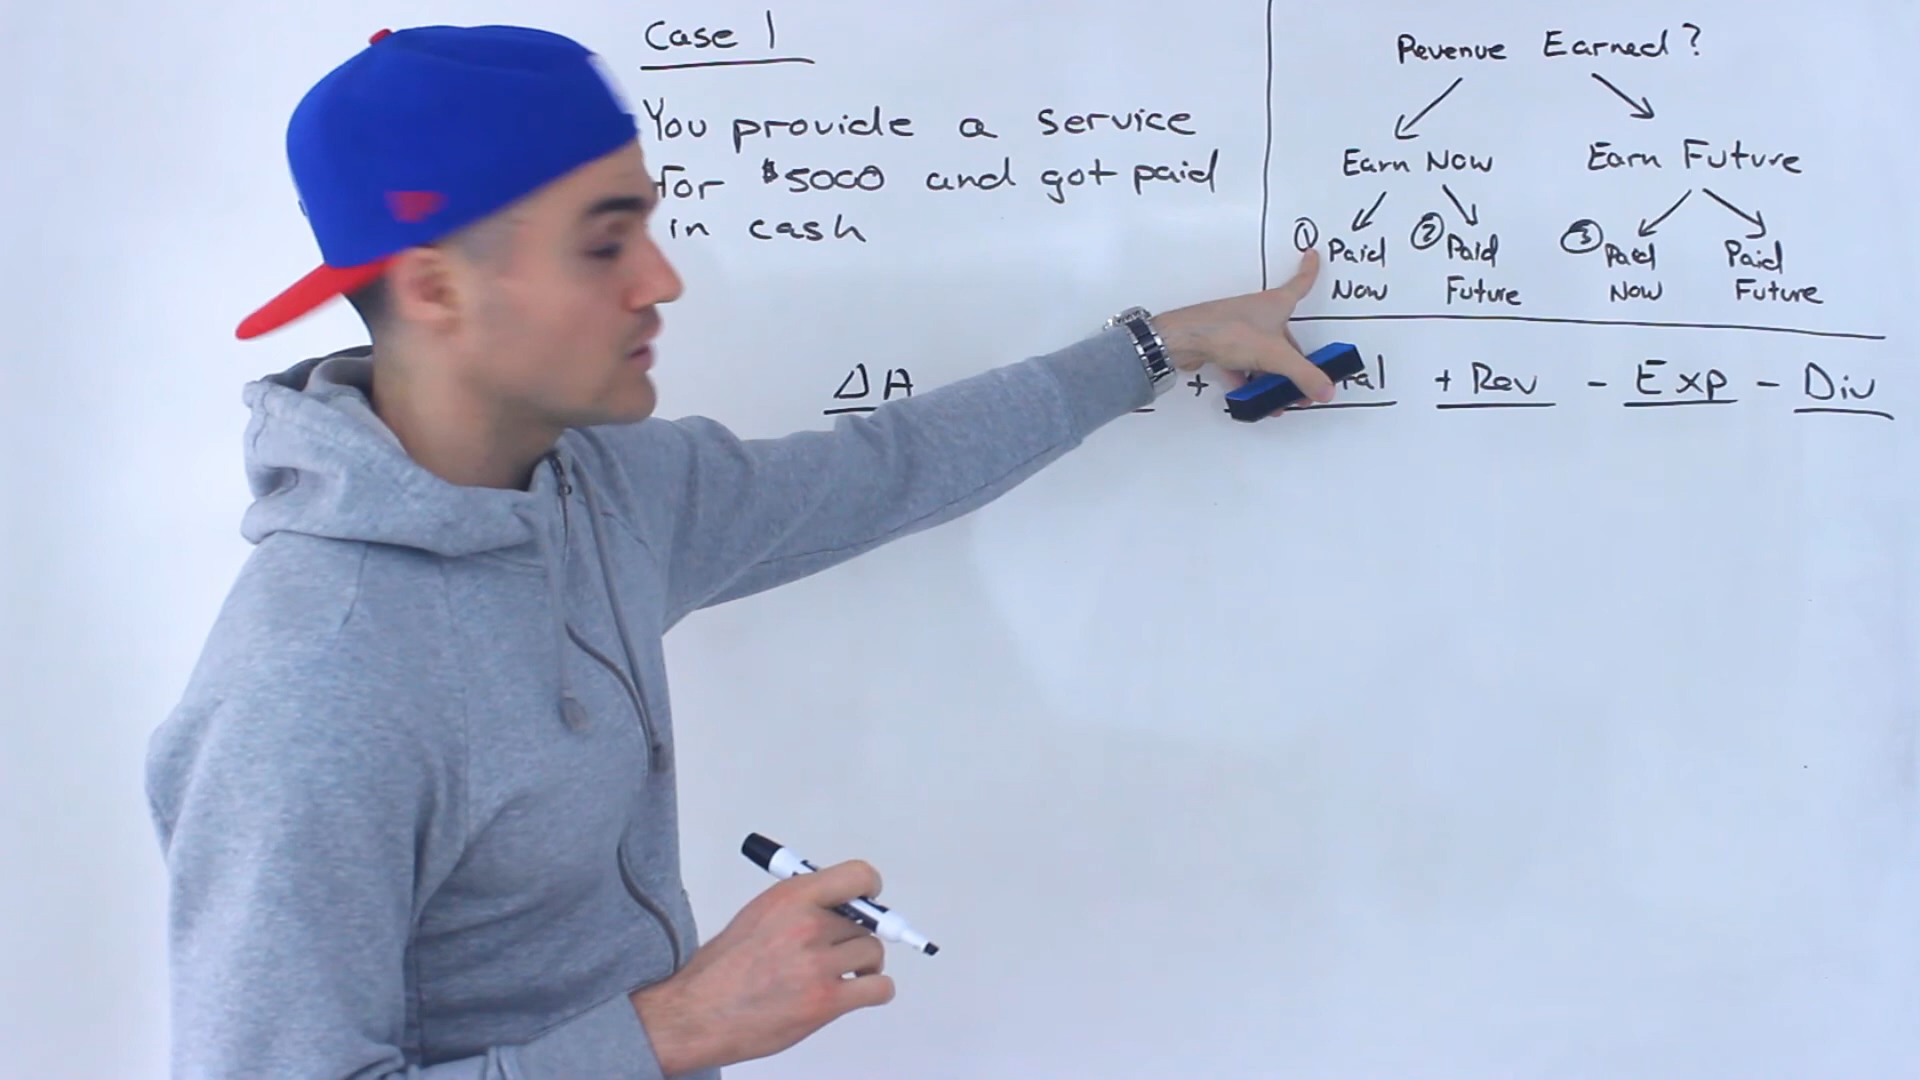 Case 1
You provide a service
for $5000 and got paid
in cash
Revenue Earned?
Earn Now Earn Future
① Paid Now ② Paid Future ③ Paid Now Paid Future
ΔA + + Rev - Exp - Div